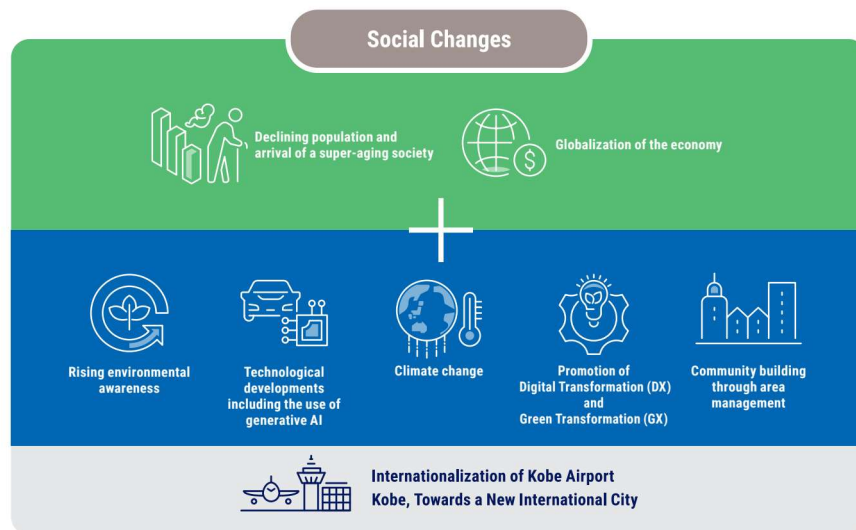 Social Changes
Declining population and
arrival of a super-aging society
Globalization of the economy
$
Rising environmental
awareness
Technological
developments
including the use of
generative AI
Climate change
Promotion of
Digital Transformation (DX)
and
Green Transformation (GX)
Community building
through area
management
Internationalization of Kobe Airport
Kobe, Towards a New International City